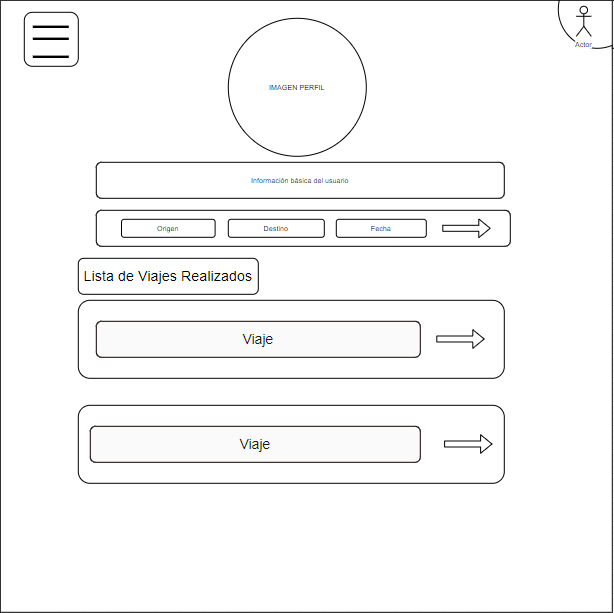 Actor
IMAGEN PERFIL
Información básica del usuario
Origen
Destino
Fecha
Lista de Viajes Realizados
Viaje
Viaje